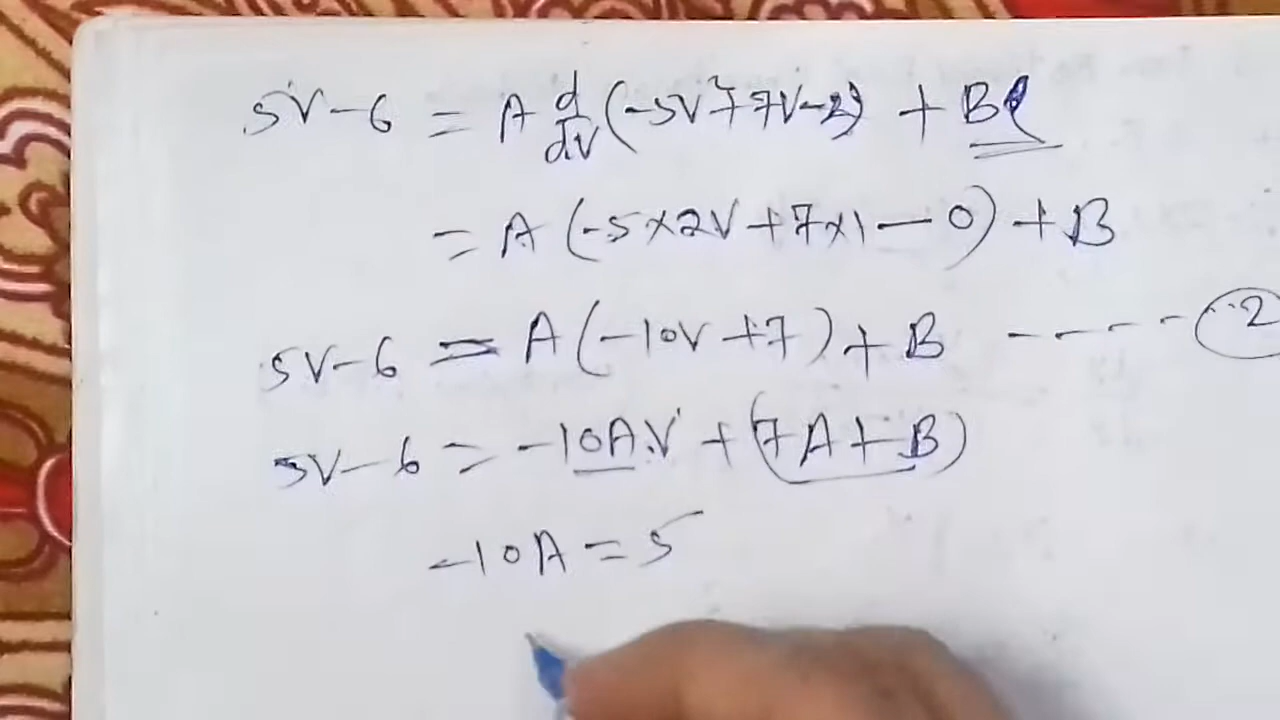 5V-6 = A d/dV (-5V²+7V-2) + B
= A (-5×2V+7×1-0) + B
5V-6 = A(-10V+7)+B ---- 2
5V-6 = -10A.V + (7A+B)
-10A = 5